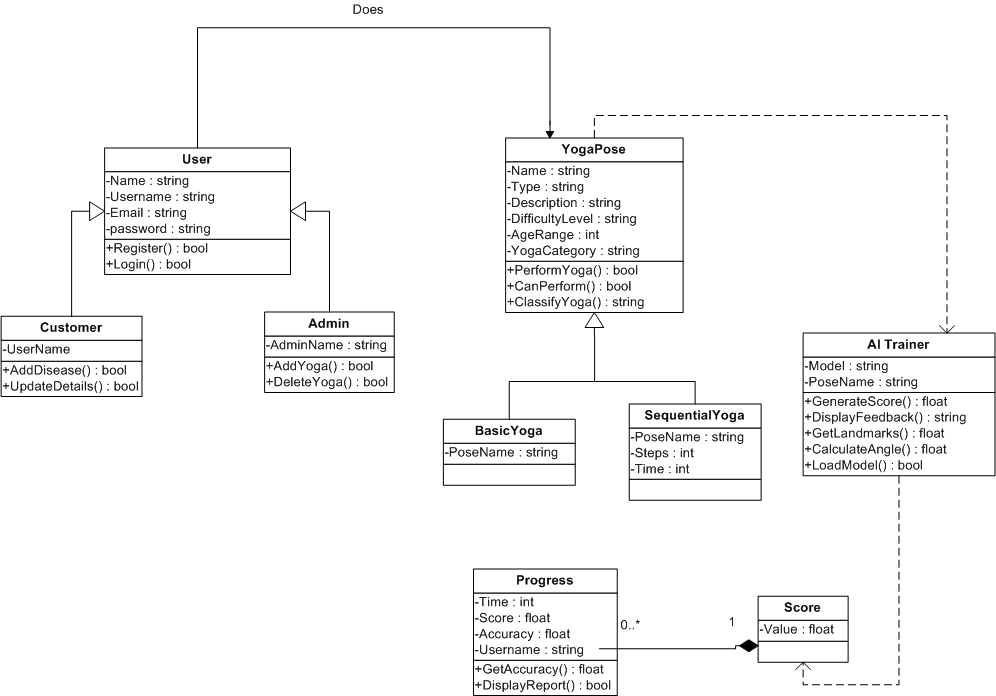 Does
User
-Name : string
-Username : string
-Email : string
-password : string
+Register() : bool
+Login() : bool
YogaPose
-Name : string
-Type : string
-Description : string
-DifficultyLevel : string
-AgeRange : int
-YogaCategory : string
+PerformYoga() : bool
+CanPerform() : bool
+ClassifyYoga() : string
Customer
-UserName
+AddDisease() : bool
+UpdateDetails() : bool
Admin
-AdminName : string
+AddYoga() : bool
+DeleteYoga() : bool
AI Trainer
-Model : string
-PoseName : string
+GenerateScore() : float
+DisplayFeedback() : string
+GetLandmarks() : float
+CalculateAngle() : float
+LoadModel() : bool
BasicYoga
-PoseName : string
SequentialYoga
-PoseName : string
-Steps : int
-Time : int
Progress
-Time : int
-Score : float
-Accuracy : float
-Username : string
+GetAccuracy() : float
+DisplayReport() : bool
0..*
1
Score
-Value : float